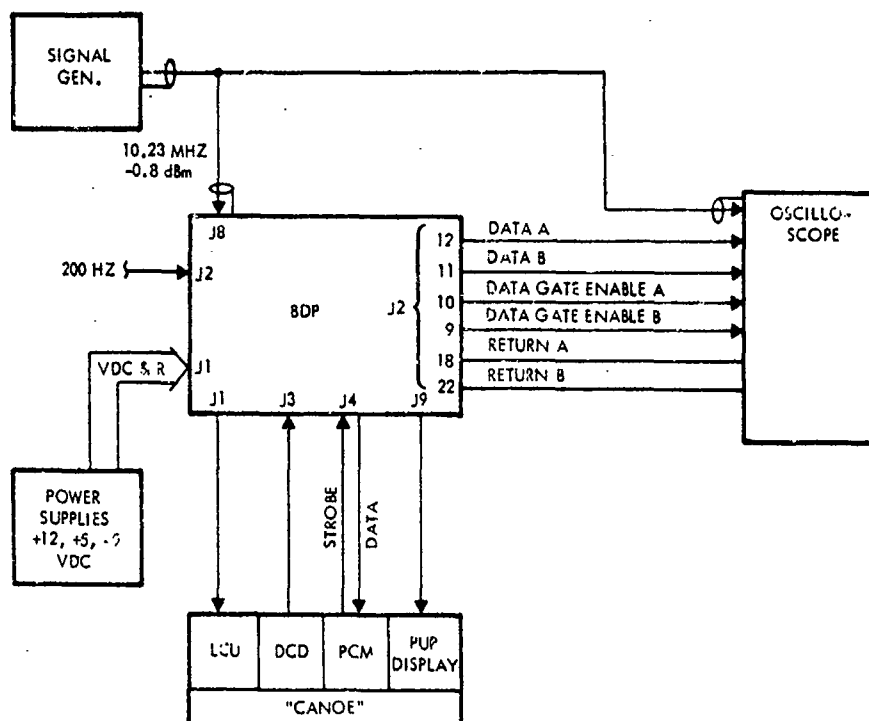 SIGNAL
GEN.
10.23 MHZ
-0.8 dBm
J8
200 HZ
J2
BDP
J2
12
DATA A
11
DATA B
10
DATA GATE ENABLE A
9
DATA GATE ENABLE B
18
RETURN A
22
RETURN B
OSCILLO-
SCOPE
VDC & R
J1
J1
J3
J4
J9
POWER
SUPPLIES
+12, +5,
VDC
STROBE
DATA
LCU
DCD
PCM
PUP
DISPLAY
"CANOE"